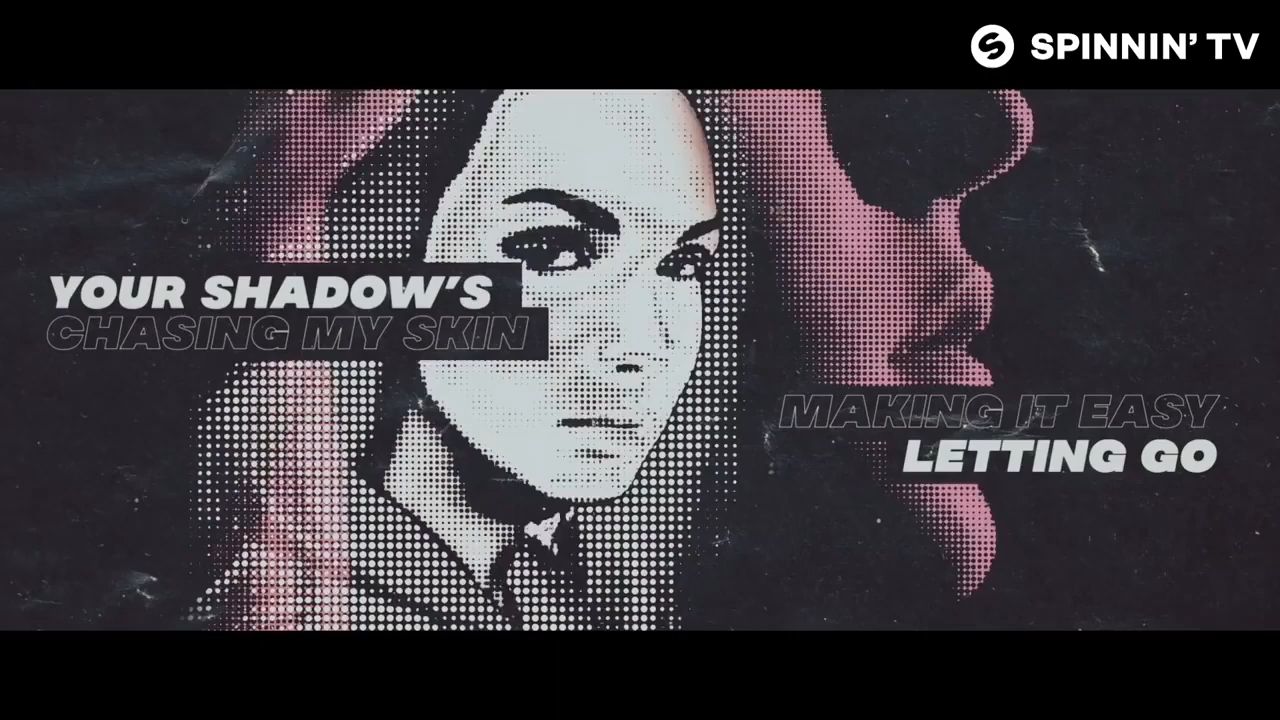 SPINNIN' TV
YOUR SHADOW'S
CHASING MY SKIN
MAKING IT EASY
LETTING GO